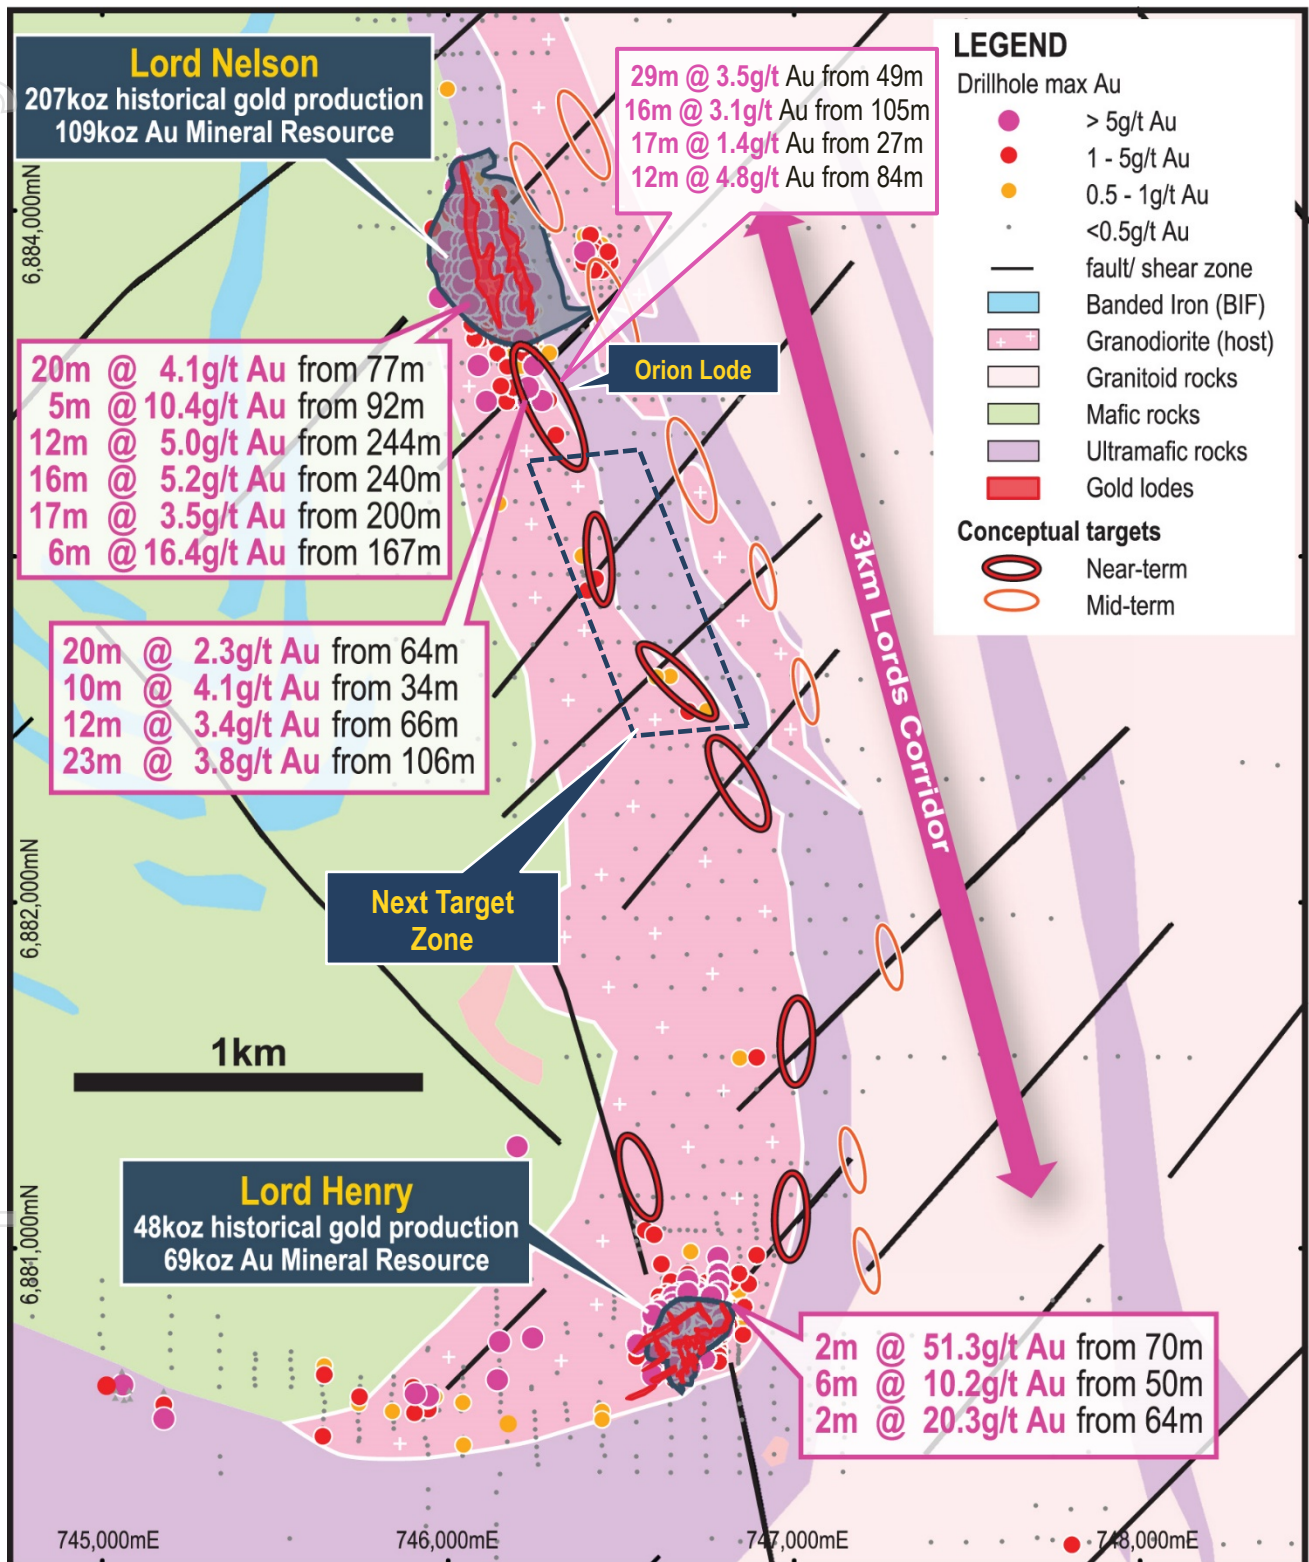 Lord Nelson
207koz historical gold production
109koz Au Mineral Resource
29m @ 3.5g/t Au from 49m
16m @ 3.1g/t Au from 105m
17m @ 1.4g/t Au from 27m
12m @ 4.8g/t Au from 84m
LEGEND
Drillhole max Au
> 5g/t Au
1 - 5g/t Au
0.5 - 1g/t Au
<0.5g/t Au
fault/ shear zone
Banded Iron (BIF)
Granodiorite (host)
Granitoid rocks
Mafic rocks
Ultramafic rocks
Gold lodes
Conceptual targets
Near-term
Mid-term
6,884,000mN
20m @ 4.1g/t Au from 77m
5m @ 10.4g/t Au from 92m
12m @ 5.0g/t Au from 244m
16m @ 5.2g/t Au from 240m
17m @ 3.5g/t Au from 200m
6m @ 16.4g/t Au from 167m
Orion Lode
20m @ 2.3g/t Au from 64m
10m @ 4.1g/t Au from 34m
12m @ 3.4g/t Au from 66m
23m @ 3.8g/t Au from 106m
3km Lords Corridor
6,882,000mN
Next Target
Zone
1km
Lord Henry
48koz historical gold production
69koz Au Mineral Resource
6,881,000mN
2m @ 51.3g/t Au from 70m
6m @ 10.2g/t Au from 50m
2m @ 20.3g/t Au from 64m
745,000mE
746,000mE
747,000mE
748,000mE